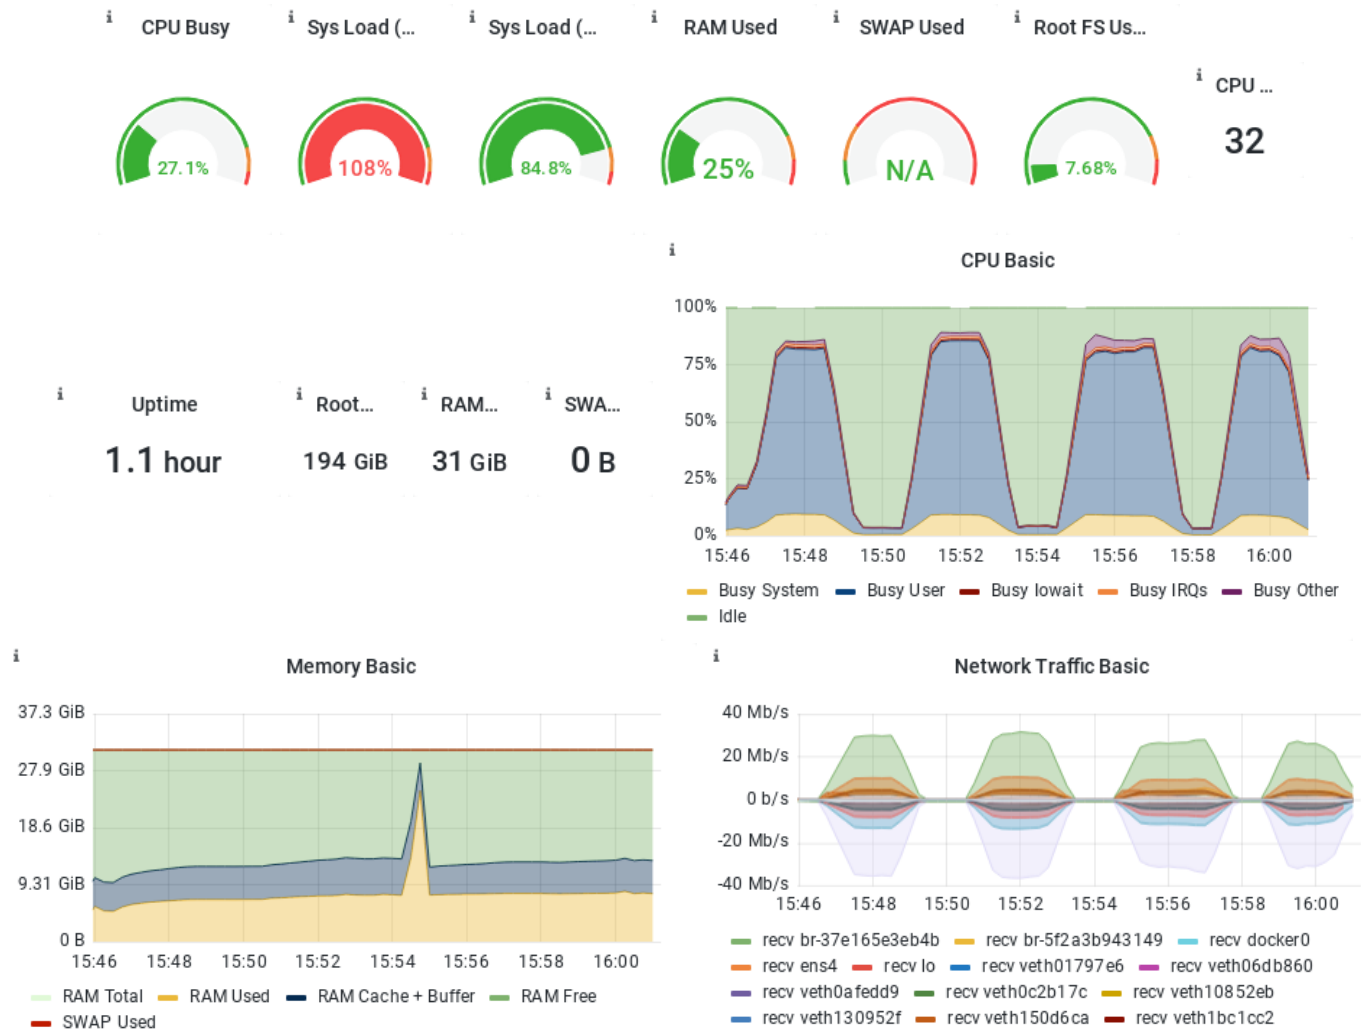 CPU Busy
Sys Load (...
Sys Load (...
RAM Used
SWAP Used
Root FS Us...
CPU ...
27.1%
108%
84.8%
25%
N/A
7.68%
32
Uptime
Root...
RAM...
SWA...
1.1 hour
194 GiB
31 GiB
0 B
CPU Basic
100%
75%
50%
25%
0%
15:46 15:48 15:50 15:52 15:54 15:56 15:58 16:00
Busy System Busy User Busy Iowait Busy IRQs Busy Other
Idle
Memory Basic
37.3 GiB
27.9 GiB
18.6 GiB
9.31 GiB
0 B
15:46 15:48 15:50 15:52 15:54 15:56 15:58 16:00
RAM Total RAM Used RAM Cache + Buffer RAM Free
SWAP Used
Network Traffic Basic
40 Mb/s
20 Mb/s
0 b/s
-20 Mb/s
-40 Mb/s
15:46 15:48 15:50 15:52 15:54 15:56 15:58 16:00
recv br-37e165e3eb4b recv br-5f2a3b943149 recv docker0
recv ens4 recv lo recv veth01797e6 recv veth06db860
recv veth0afedd9 recv veth0c2b17c recv veth10852eb
recv veth130952f recv veth150d6ca recv veth1bc1cc2